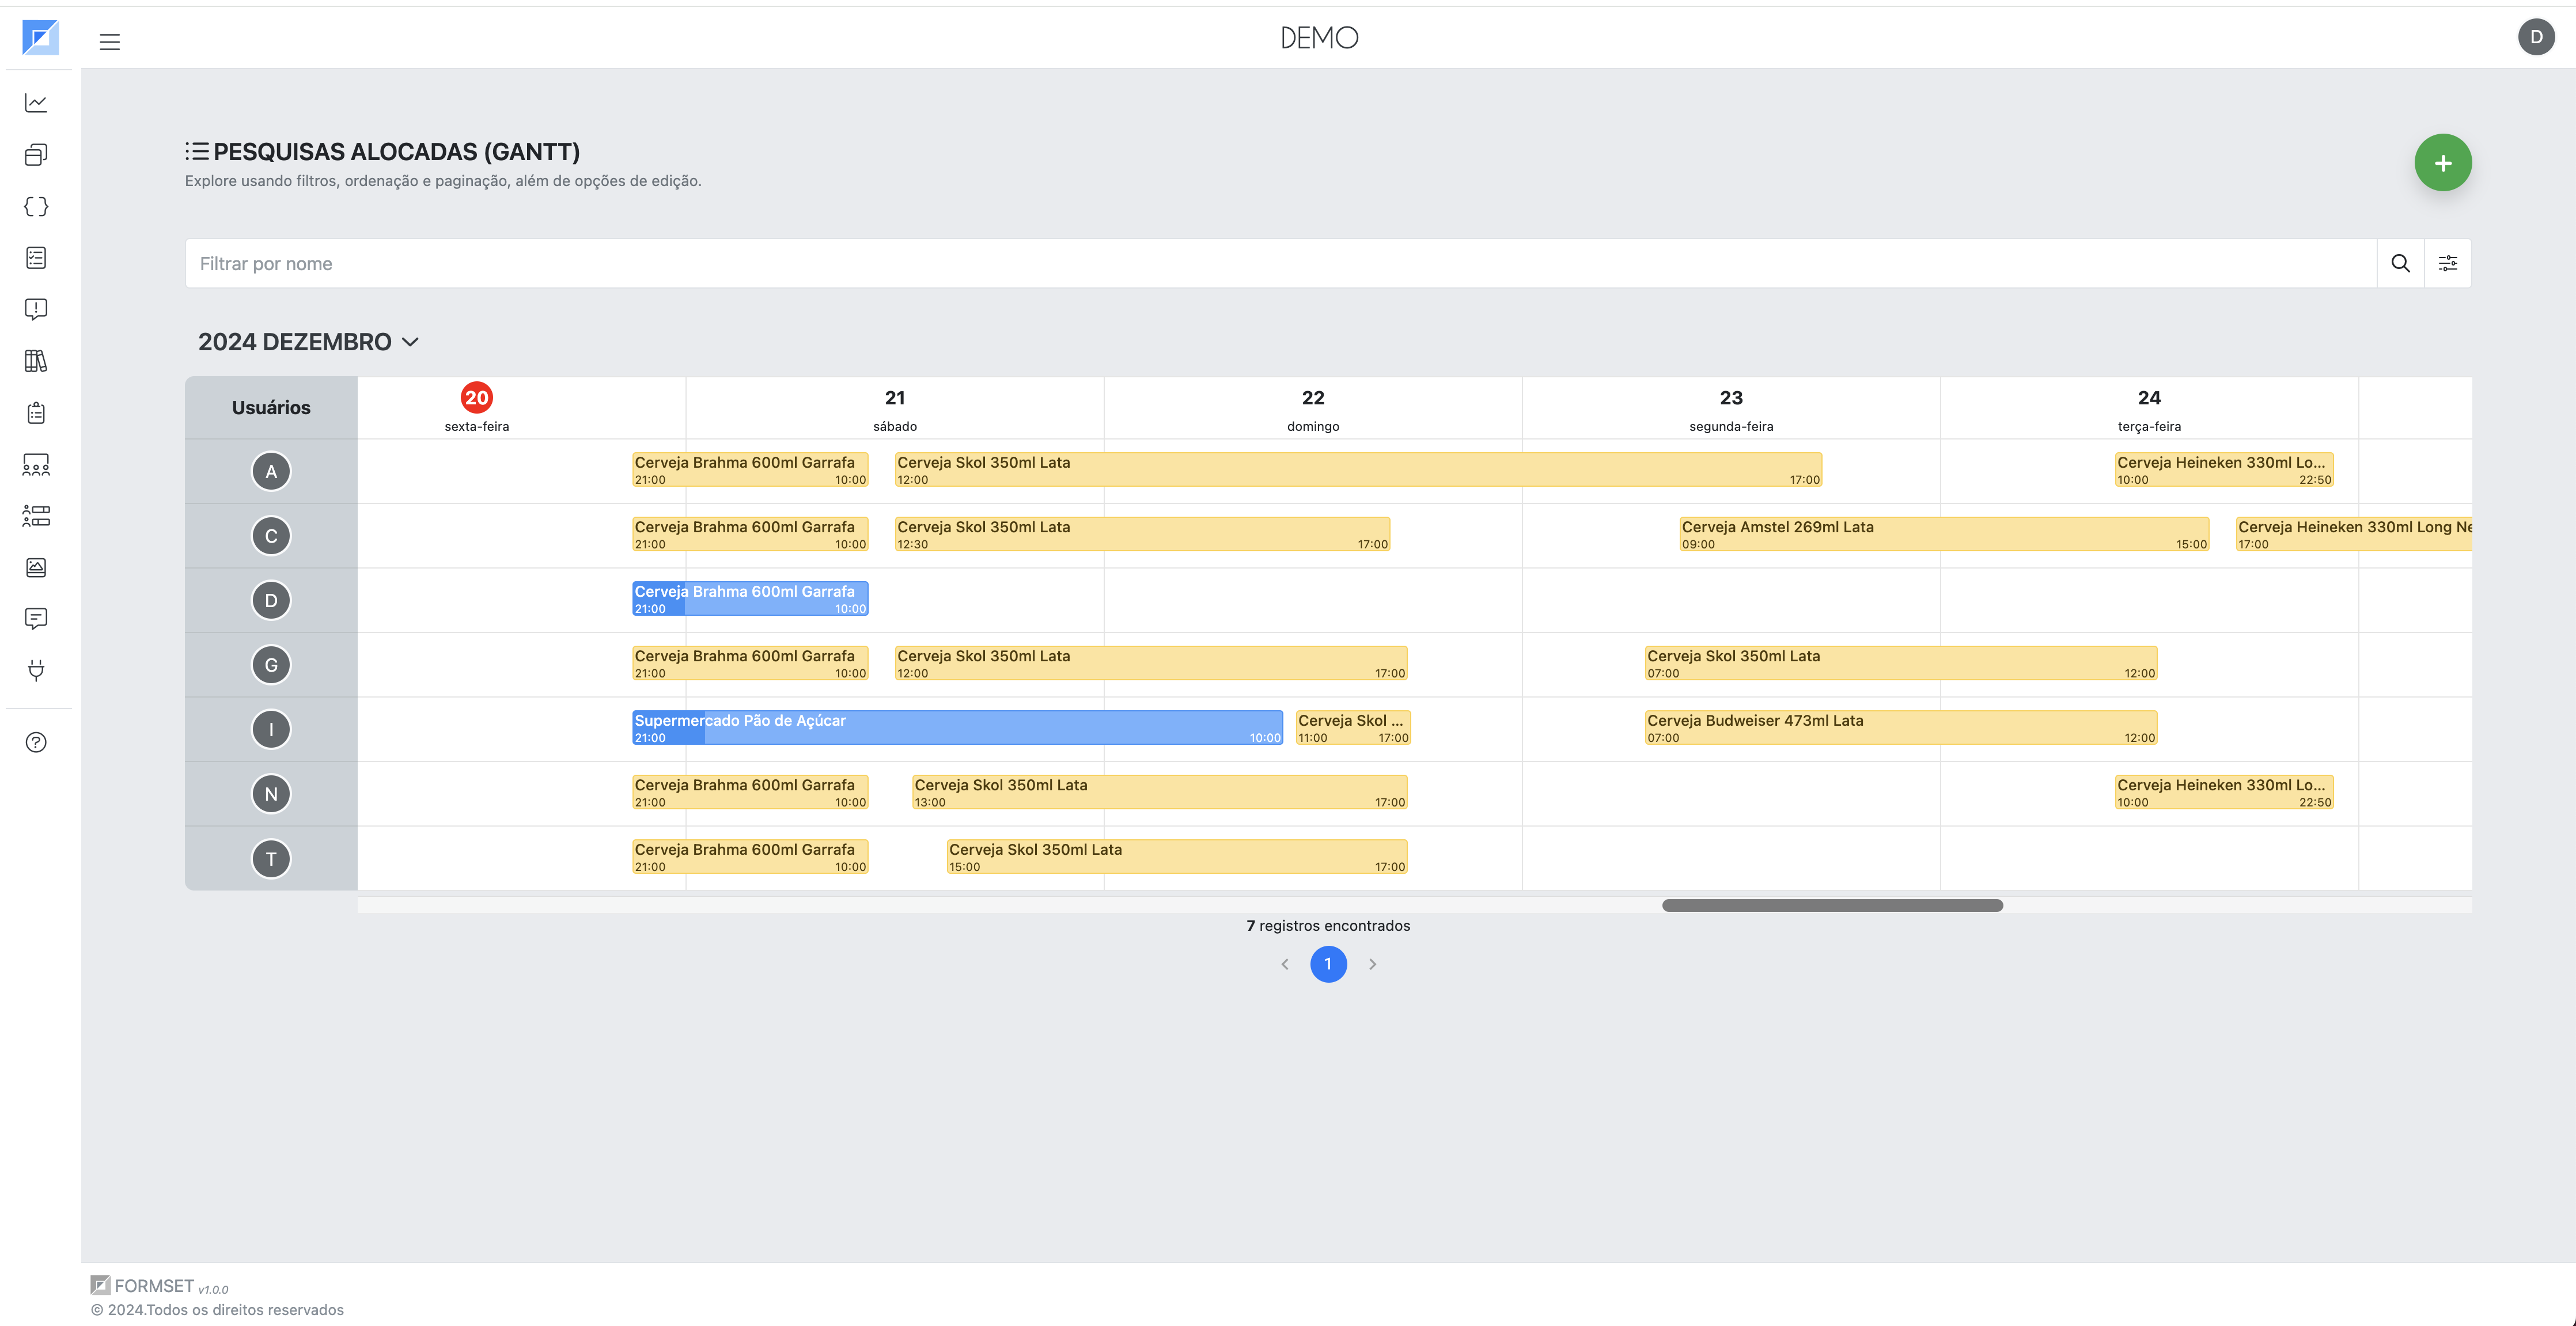 DEMO
D
PESQUISAS ALOCADAS (GANTT)
Explore usando filtros, ordenação e paginação, além de opções de edição.
Filtrar por nome
2024 DEZEMBRO
Usuários
20
sexta-feira
21
sábado
22
domingo
23
segunda-feira
24
terça-feira
A
Cerveja Brahma 600ml Garrafa
21:00 10:00
Cerveja Skol 350ml Lata
12:00 17:00
Cerveja Heineken 330ml Lo...
10:00 22:50
C
Cerveja Brahma 600ml Garrafa
21:00 10:00
Cerveja Skol 350ml Lata
12:30 17:00
Cerveja Amstel 269ml Lata
09:00 15:00
Cerveja Heineken 330ml Long Ne
17:00
D
Cerveja Brahma 600ml Garrafa
21:00 10:00
G
Cerveja Brahma 600ml Garrafa
21:00 10:00
Cerveja Skol 350ml Lata
12:00 17:00
Cerveja Skol 350ml Lata
07:00 12:00
I
Supermercado Pão de Açúcar
21:00 10:00
Cerveja Skol ...
11:00 17:00
Cerveja Budweiser 473ml Lata
07:00 12:00
N
Cerveja Brahma 600ml Garrafa
21:00 10:00
Cerveja Skol 350ml Lata
13:00 17:00
Cerveja Heineken 330ml Lo...
10:00 22:50
T
Cerveja Brahma 600ml Garrafa
21:00 10:00
Cerveja Skol 350ml Lata
15:00 17:00
7 registros encontrados
1
FORMSET v1.0.0
© 2024.Todos os direitos reservados